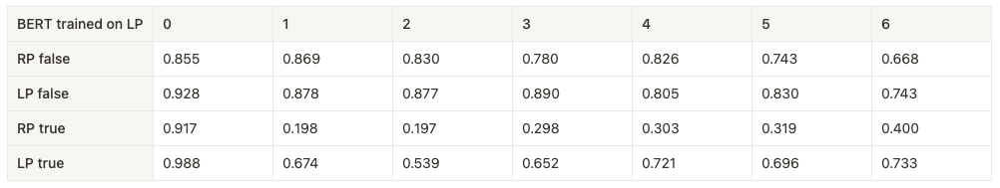 BERT trained on LP 0 1 2 3 4 5 6
RP false 0.855 0.869 0.830 0.780 0.826 0.743 0.668
LP false 0.928 0.878 0.877 0.890 0.805 0.830 0.743
RP true 0.917 0.198 0.197 0.298 0.303 0.319 0.400
LP true 0.988 0.674 0.539 0.652 0.721 0.696 0.733